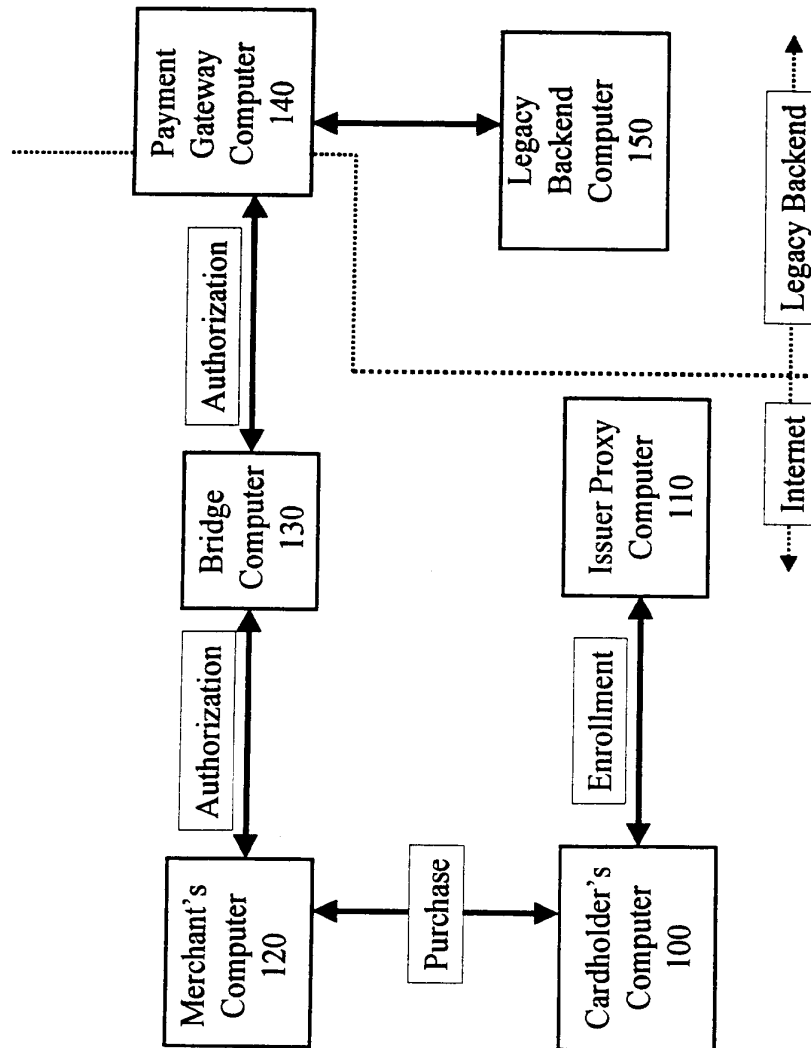 Merchant's
Computer
120
Authorization
Bridge
Computer
130
Authorization
Payment
Gateway
Computer
140
Purchase
Legacy
Backend
Computer
150
Cardholder's
Computer
100
Enrollment
Issuer Proxy
Computer
110
Internet
Legacy Backend